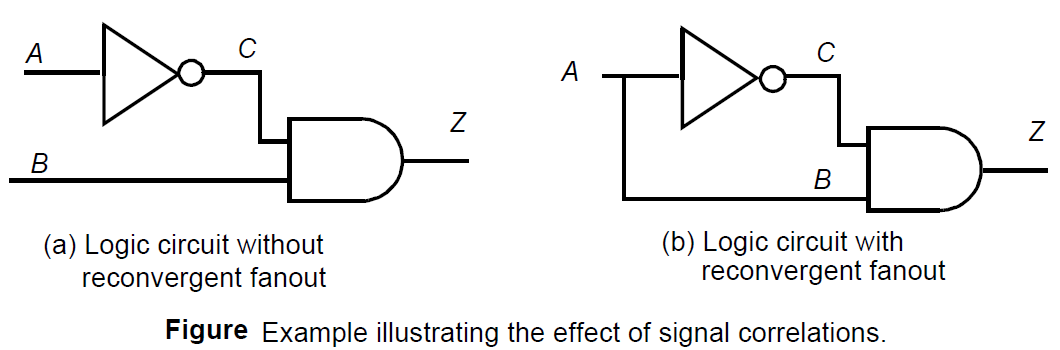 A
C
B
Z
(a) Logic circuit without
reconvergent fanout
A
C
B
Z
(b) Logic circuit with
reconvergent fanout
Figure Example illustrating the effect of signal correlations.